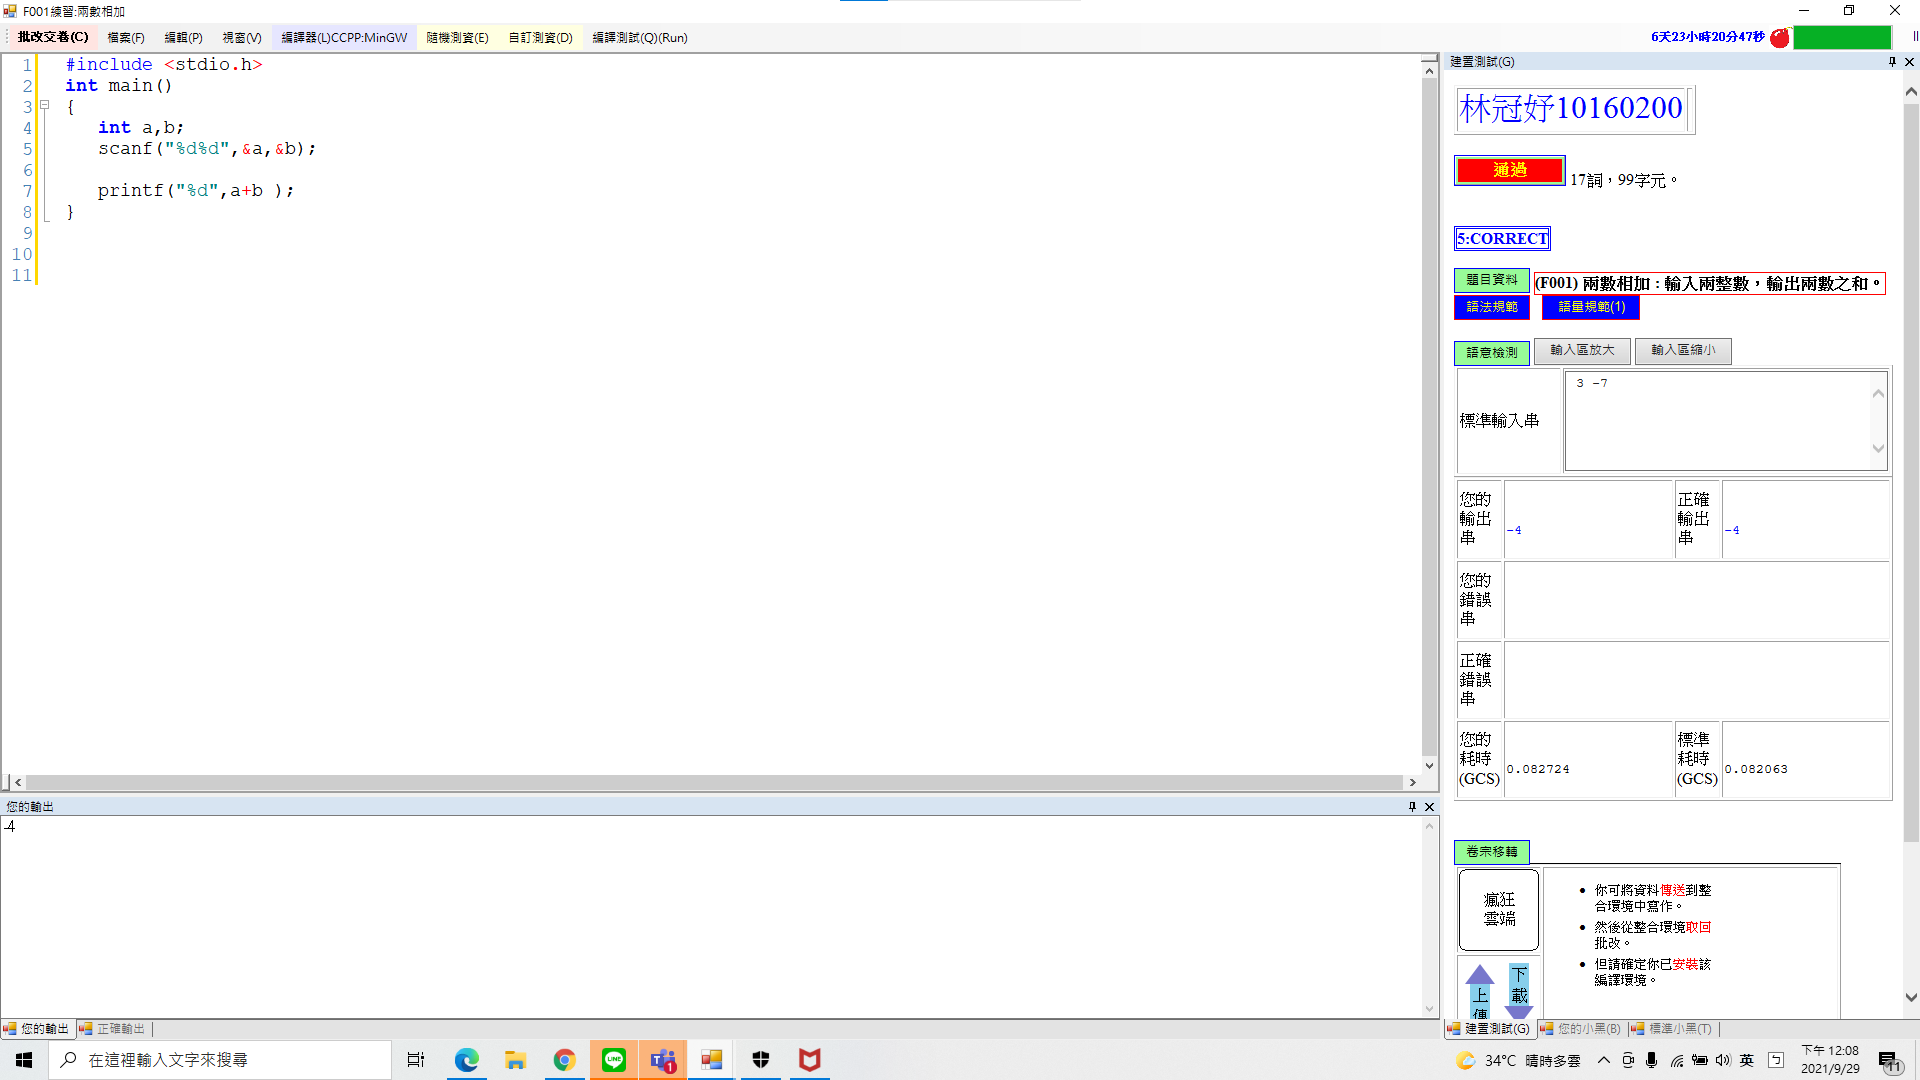 F001練習:兩數相加
批改交卷(C) 檔案(F) 編輯(P) 視窗(V) 編譯器(L)CCPP:MinGW 隨機測資(E) 自訂測資(D) 編譯測試(Q)(Run) 6天23小時20分47秒
1 #include <stdio.h>
2 int main()
3 {
4 int a,b;
5 scanf("%d%d",&a,&b);
6
7 printf("%d",a+b );
8 }
9
10
11
您的輸出
-4
您的輸出 正確輸出
建置測試(G)
林冠妤10160200
通過 17詞，99字元。
5:CORRECT
題目資料 (F001) 兩數相加：輸入兩整數，輸出兩數之和。
語法規範 語量規範(1)
語意檢測 輸入區放大 輸入區縮小
標準輸入串 3 -7
您的輸出串 -4 正確輸出串 -4
您的錯誤串
正確錯誤串
您的耗時(GCS) 0.082724 標準耗時(GCS) 0.082063
卷宗移轉
瘋狂雲端
上傳 下載
• 你可將資料傳送到整
合環境中寫作。
• 然後從整合環境取回
批改。
• 但請確定你已安裝該
編譯環境。
建置測試(G) 您的小黑(B) 標準小黑(T)
在這裡輸入文字來搜尋
LINE
1
34°C 晴時多雲 英 下午 12:08
2021/9/29
11